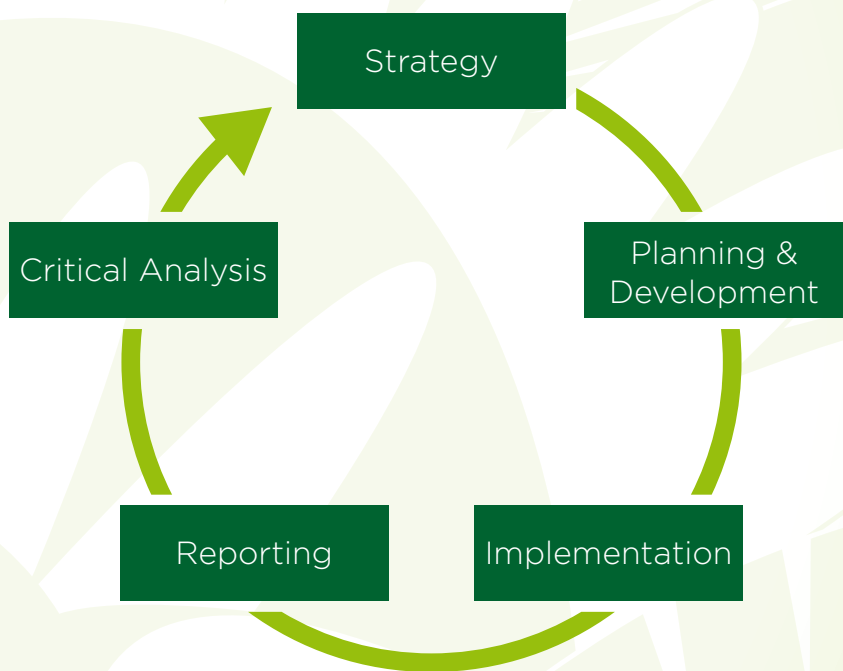 Strategy
Planning &
Development
Implementation
Reporting
Critical Analysis